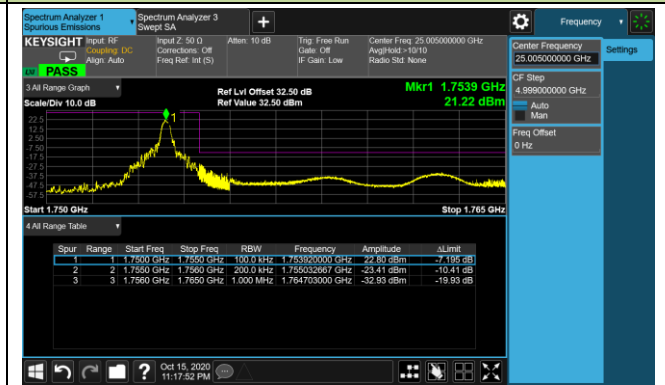 Spectrum Analyzer 1
Spurious Emissions
Spectrum Analyzer 3
Swept SA
Frequency
KEYSIGHT
Input: RF
Coupling: DC
Align: Auto
Input Z: 50 Ω
Corrections: Off
Freq Ref: Int (S)
Atten: 10 dB
Trig: Free Run
Gate: Off
IF Gain: Low
Center Freq: 25.005000000 GHz
Avg|Hold:>10/10
Radio Std: None
PASS
3 All Range Graph
Scale/Div 10.0 dB
Ref Lvl Offset 32.50 dB
Ref Value 32.50 dBm
Mkr1 1.7539 GHz
21.22 dBm
1
22.5
12.5
2.50
-7.50
-17.5
-27.5
-37.5
-47.5
-57.5
Start 1.750 GHz
Stop 1.765 GHz
4 All Range Table
Spur Range Start Freq Stop Freq RBW Frequency Amplitude ΔLimit
1 1 1.7500 GHz 1.7550 GHz 100.0 kHz 1.753920000 GHz 22.80 dBm -7.195 dB
2 2 1.7550 GHz 1.7560 GHz 200.0 kHz 1.755032667 GHz -23.41 dBm -10.41 dB
3 3 1.7560 GHz 1.7650 GHz 1.000 MHz 1.764703000 GHz -32.93 dBm -19.93 dB
Center Frequency
25.005000000 GHz
Settings
CF Step
4.999000000 GHz
Auto
Man
Freq Offset
0 Hz
Oct 15, 2020
11:17:52 PM